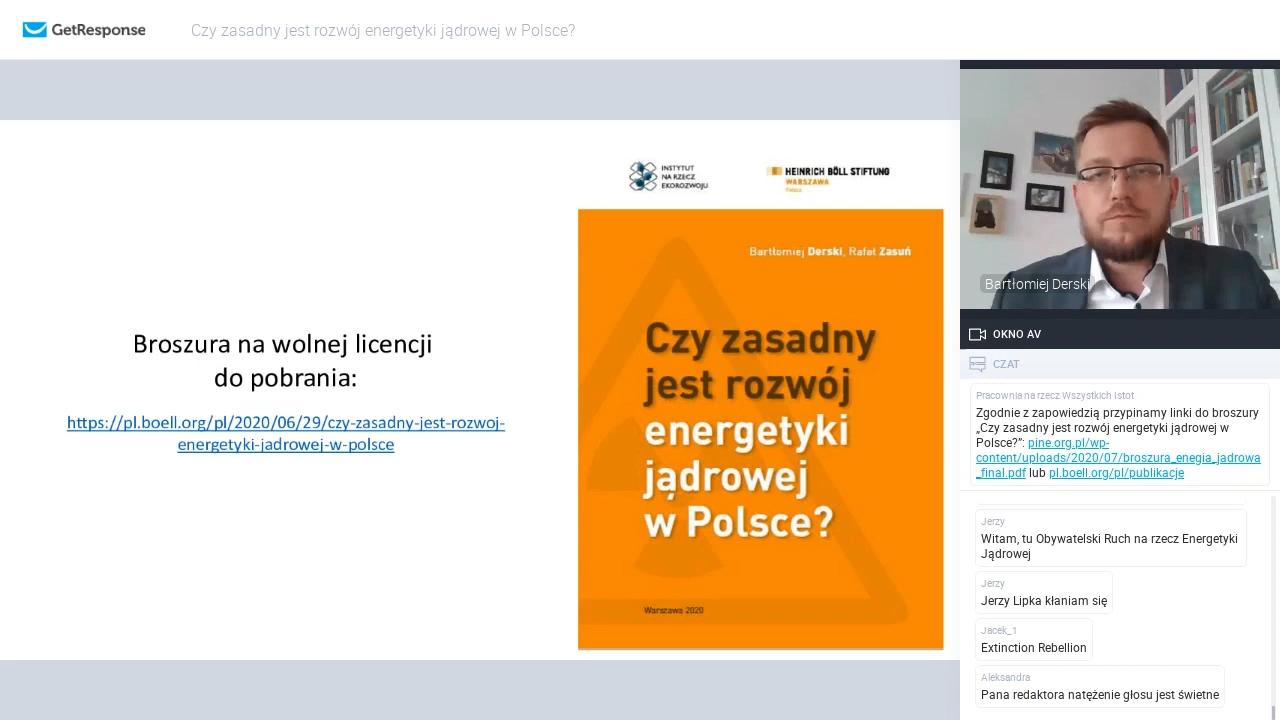 GetResponse
Czy zasadny jest rozwój energetyki jądrowej w Polsce?
Broszura na wolnej licencji
do pobrania:
https://pl.boell.org/pl/2020/06/29/czy-zasadny-jest-rozwoj-
energetyki-jadrowej-w-polsce
INSTYTUT
NA RZECZ
EKOROZWOJU
HEINRICH BÖLL STIFTUNG
WARSZAWA
Bartłomiej Derski, Rafał Zasuń
Czy zasadny
jest rozwój
energetyki
jądrowej
w Polsce?
Warszawa 2020
Bartłomiej Derski
OKNO AV
CZAT
Pracownia na rzecz Wszystkich Istot
Zgodnie z zapowiedzią przypinamy linki do broszury
„Czy zasadny jest rozwój energetyki jądrowej w
Polsce?”: pine.org.pl/wp-
content/uploads/2020/07/broszura_enegia_jadrowa
_final.pdf lub pl.boell.org/pl/publikacje
Jerzy
Witam, tu Obywatelski Ruch na rzecz Energetyki
Jądrowej
Jerzy
Jerzy Lipka kłaniam się
Jacek_1
Extinction Rebellion
Aleksandra
Pana redaktora natężenie głosu jest świetne